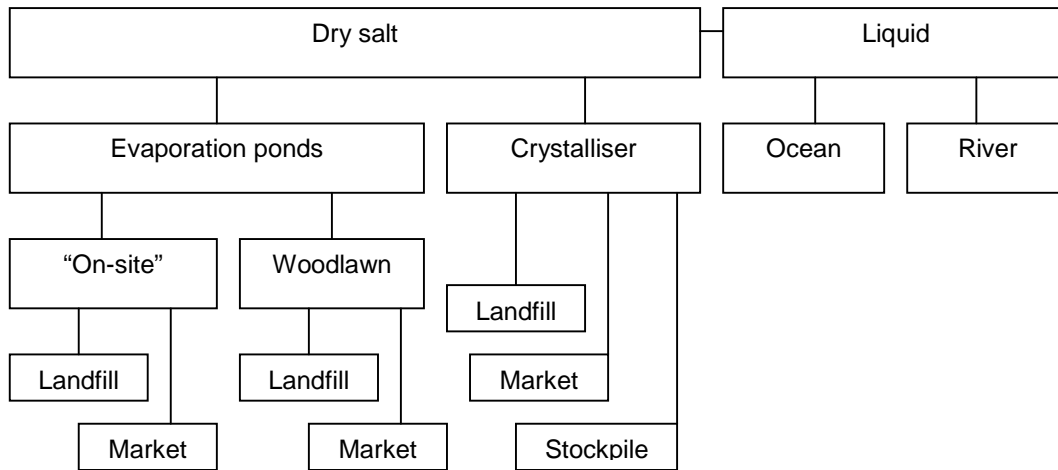 Dry salt
Liquid
Evaporation ponds
Crystalliser
Ocean
River
“On-site”
Woodlawn
Landfill
Landfill
Landfill
Market
Market
Market
Stockpile